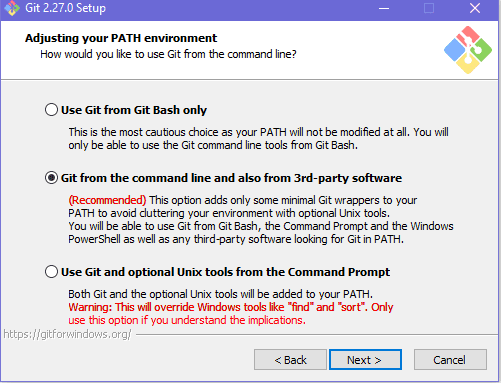 Git 2.27.0 Setup
Adjusting your PATH environment
How would you like to use Git from the command line?
Use Git from Git Bash only
This is the most cautious choice as your PATH will not be modified at all. You will
only be able to use the Git command line tools from Git Bash.
Git from the command line and also from 3rd-party software
(Recommended) This option adds only some minimal Git wrappers to your
PATH to avoid cluttering your environment with optional Unix tools.
You will be able to use Git from Git Bash, the Command Prompt and the Windows
PowerShell as well as any third-party software looking for Git in PATH.
Use Git and optional Unix tools from the Command Prompt
Both Git and the optional Unix tools will be added to your PATH.
Warning: This will override Windows tools like "find" and "sort". Only
use this option if you understand the implications.
https://gitforwindows.org/
< Back Next > Cancel